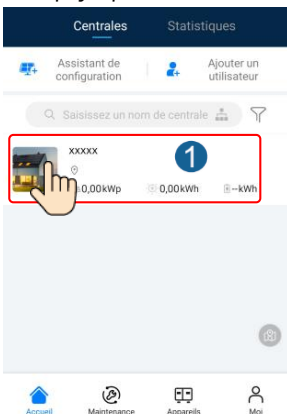 Centrales Statistiques
Assistant de configuration
Ajouter un utilisateur
Saisissez un nom de centrale
xxxxx
1
0,00kWp 0,00kWh --kWh
Accueil Maintenance Appareils Moi